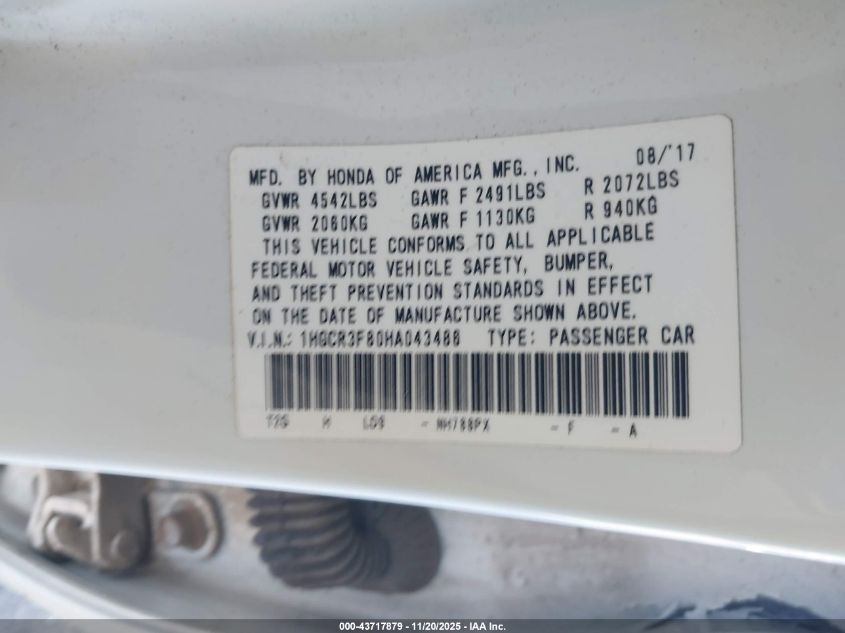 MFD. BY HONDA OF AMERICA MFG., INC. 08/'17
GVWR 4542LBS GAWR F 2491LBS R 2072LBS
GVWR 2060KG GAWR F 1130KG R 940KG
THIS VEHICLE CONFORMS TO ALL APPLICABLE
FEDERAL MOTOR VEHICLE SAFETY, BUMPER,
AND THEFT PREVENTION STANDARDS IN EFFECT
ON THE DATE OF MANUFACTURE SHOWN ABOVE.
V.I.N.: 1HGCR3F80HA043488 TYPE: PASSENGER CAR
NH788PX - F - A
000-43717879 - 11/20/2025 - IAA Inc.